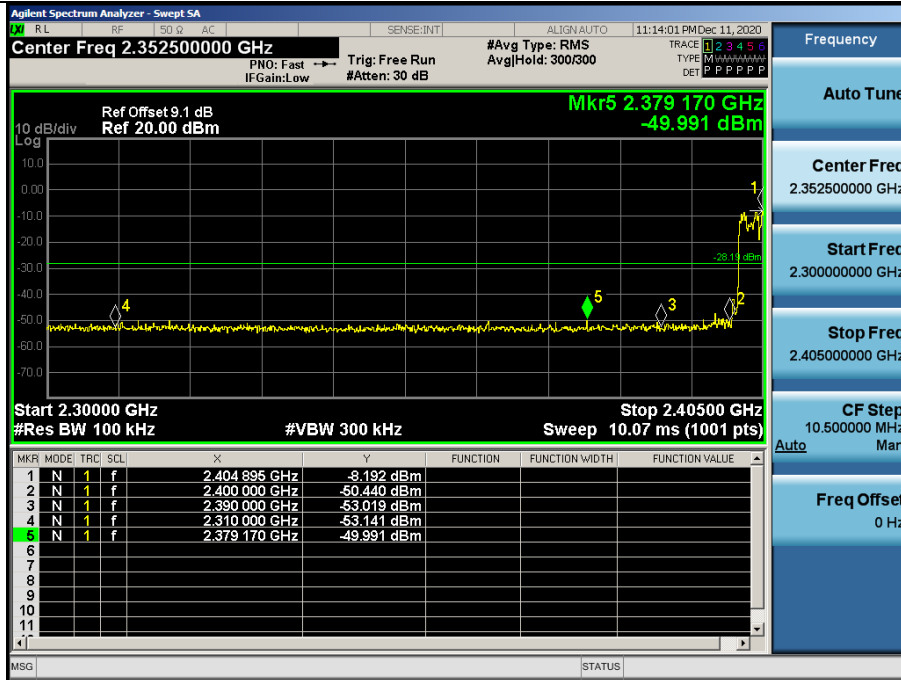 Agilent Spectrum Analyzer - Swept SA
LXI RL RF 50 Ω AC SENSE:INT ALIGN AUTO 11:14:01 PM Dec 11, 2020
Center Freq 2.352500000 GHz
PNO: Fast
IFGain:Low
Trig: Free Run
#Atten: 30 dB
#Avg Type: RMS
Avg|Hold: 300/300
TRACE 1 2 3 4 5 6
TYPE M WWWWW
DET P P P P P P
Ref Offset 9.1 dB
10 dB/div Ref 20.00 dBm
Log
Mkr5 2.379 170 GHz
-49.991 dBm
10.0
0.00
-10.0
-20.0
-30.0
-40.0
-50.0
-60.0
-70.0
1
-28.19 dBm
4
5
3
2
Start 2.30000 GHz Stop 2.40500 GHz
#Res BW 100 kHz #VBW 300 kHz Sweep 10.07 ms (1001 pts)
MKR MODE TRC SCL X Y FUNCTION FUNCTION WIDTH FUNCTION VALUE
1 N 1 f 2.404 895 GHz -8.192 dBm
2 N 1 f 2.400 000 GHz -50.440 dBm
3 N 1 f 2.390 000 GHz -53.019 dBm
4 N 1 f 2.310 000 GHz -53.141 dBm
5 N 1 f 2.379 170 GHz -49.991 dBm
6
7
8
9
10
11
MSG STATUS
Frequency
Auto Tune
Center Freq
2.352500000 GHz
Start Freq
2.300000000 GHz
Stop Freq
2.405000000 GHz
CF Step
10.500000 MHz
Auto Man
Freq Offset
0 Hz